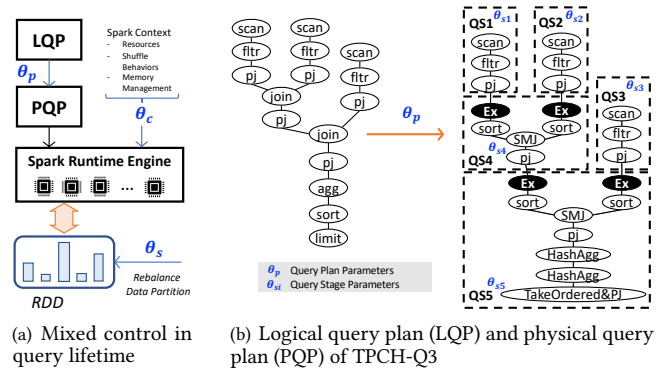 LQP
θp
PQP
Spark Context
- Resources
- Shuffle
Behaviors
- Memory
Management
θc
Spark Runtime Engine
...
RDD
θs
Rebalance
Data Partition
(a) Mixed control in
query lifetime
scan
fltr
pj
scan
fltr
pj
scan
fltr
pj
join
pj
join
pj
agg
sort
limit
θp
θp Query Plan Parameters
θsi Query Stage Parameters
QS1
θs1
scan
fltr
pj
QS2
θs2
scan
fltr
pj
QS3
θs3
scan
fltr
pj
Ex
sort
Ex
sort
SMJ
pj
θs4
QS4
Ex
sort
Ex
sort
SMJ
pj
HashAgg
HashAgg
TakeOrdered&PJ
θs5
QS5
(b) Logical query plan (LQP) and physical query
plan (PQP) of TPCH-Q3